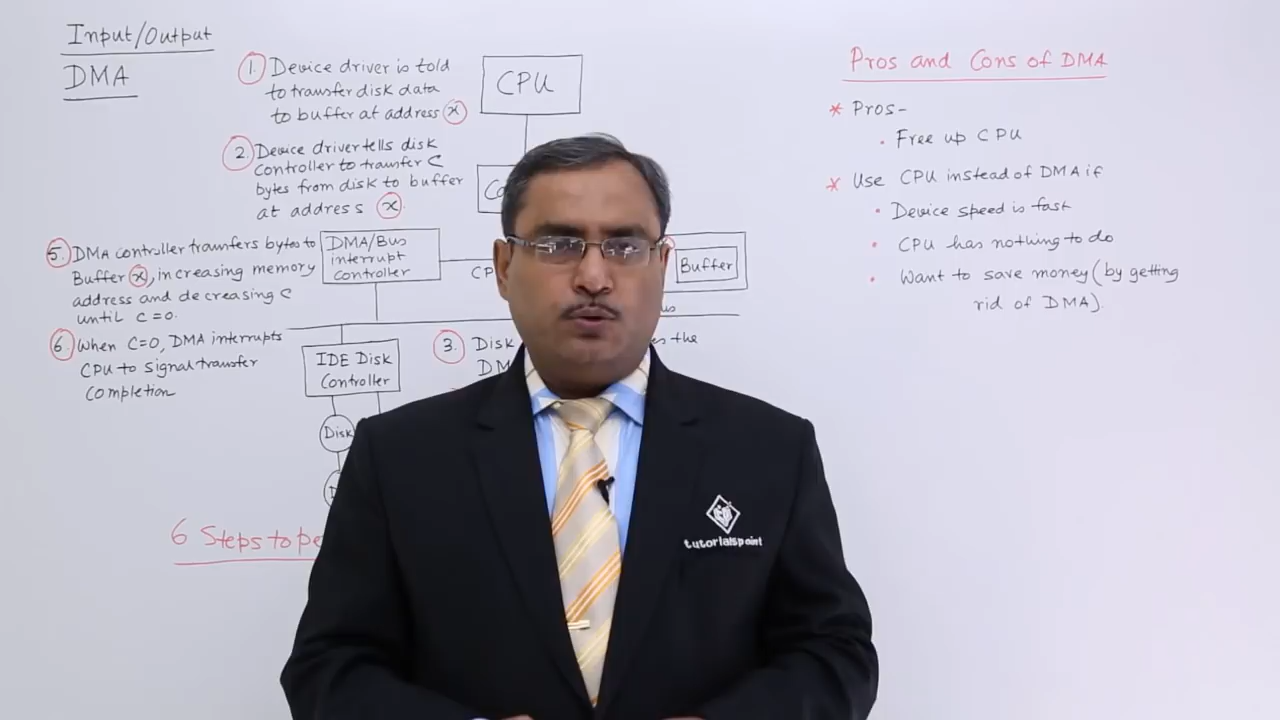 Input/Output
DMA
1. Device driver is told
to transfer disk data
to buffer at address x
2. Device driver tells disk
controller to transfer C
bytes from disk to buffer
at address x
5. DMA controller transfers bytes to
Buffer x, increasing memory
address and decreasing C
until C=0.
6. When C=0, DMA interrupts
CPU to signal transfer
completion
CPU
DMA/Bus
interrupt
controller
CP
Buffer
IDE Disk
Controller
3. Disk
the
DM
Disk
6 Steps to pe
Pros and Cons of DMA
* Pros-
. Free up CPU
* Use CPU instead of DMA if
• Device speed is fast
• CPU has nothing to do
• Want to save money (by getting
rid of DMA).
tutorialspoint